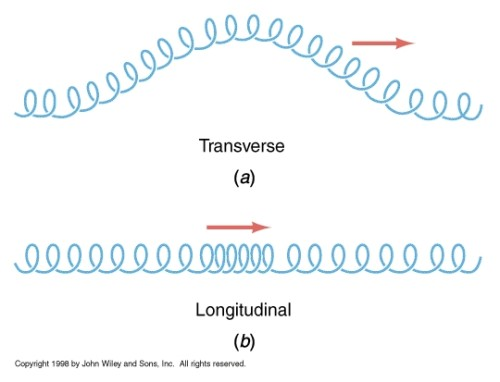 Transverse
(a)
Longitudinal
(b)
Copyright 1998 by John Wiley and Sons, Inc. All rights reserved.